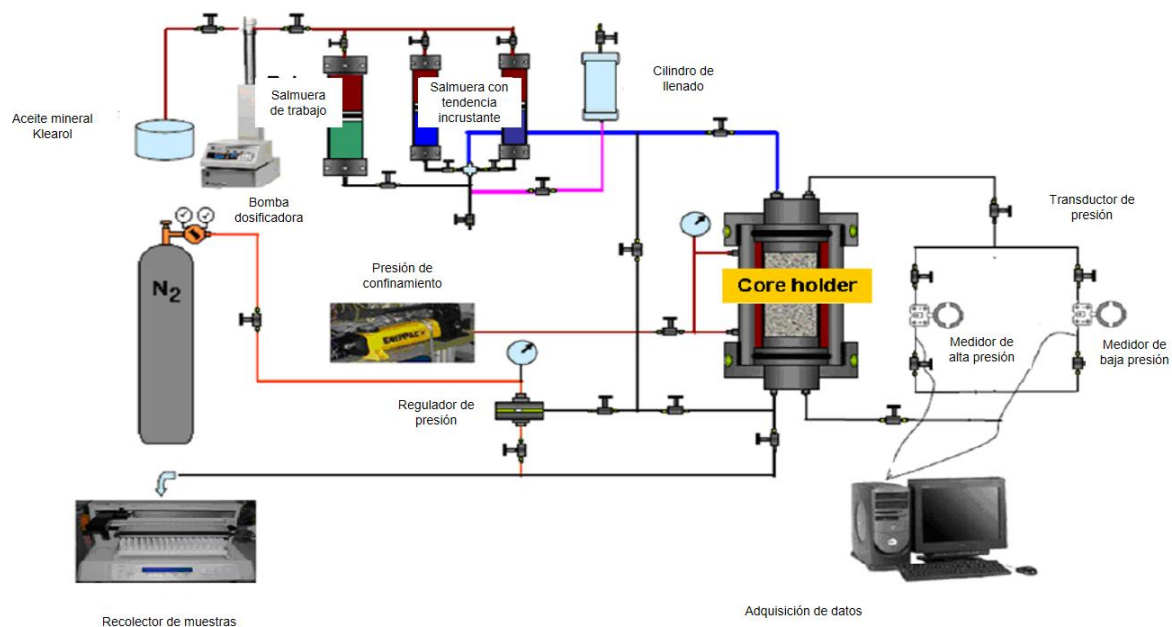 Aceite mineral
Klearol
Bomba
dosificadora
Salmuera
de trabajo
Salmuera con
tendencia
incrustante
Cilindro de
llenado
N2
Presión de
confinamiento
ENERPAC
Core holder
Transductor de
presión
Medidor de
alta presión
Medidor de
baja presión
Regulador de
presión
Recolector de muestras
Adquisición de datos